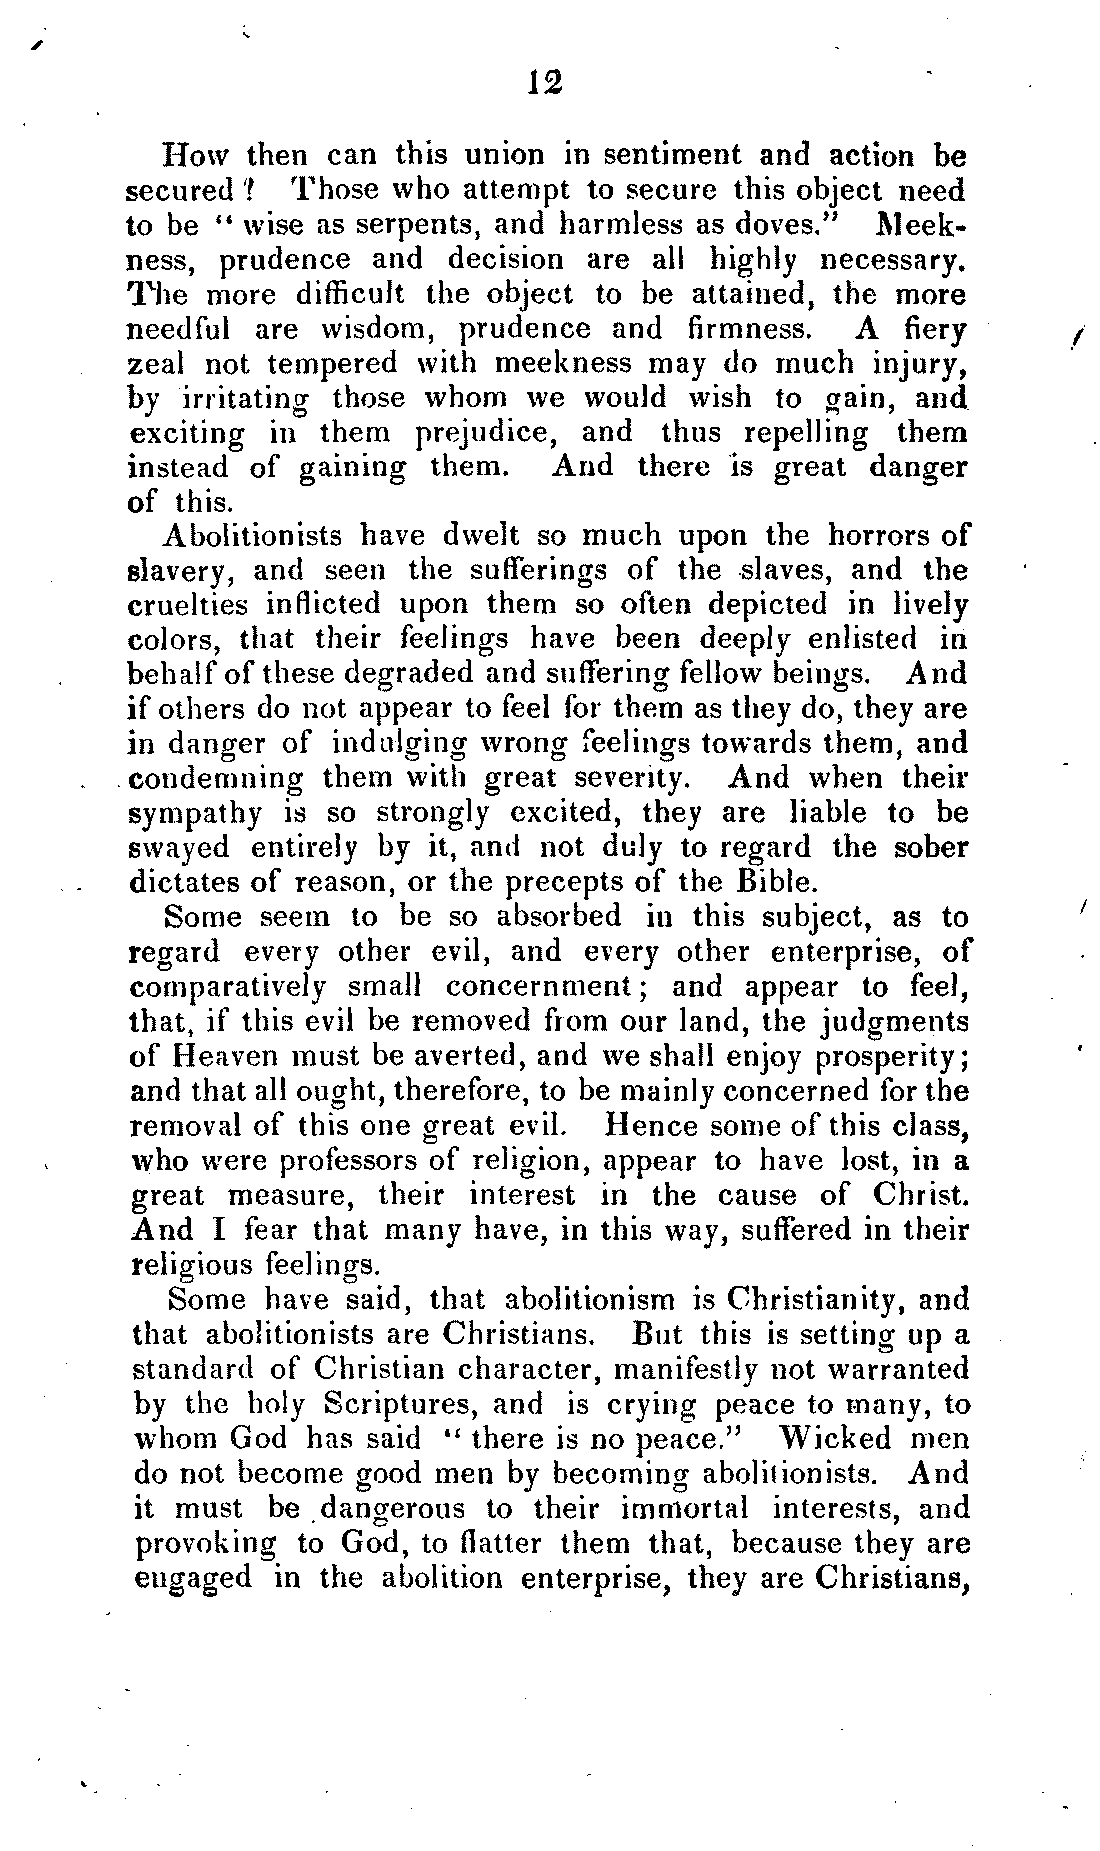 12
How then can this union in sentiment and action be
secured? Those who attempt to secure this object need
to be " wise as serpents, and harmless as doves." Meek-
ness, prudence and decision are all highly necessary.
The more difficult the object to be attained, the more
needful are wisdom, prudence and firmness. A fiery
zeal not tempered with meekness may do much injury,
by irritating those whom we would wish to gain, and
exciting in them prejudice, and thus repelling them
instead of gaining them. And there is great danger
of this.
Abolitionists have dwelt so much upon the horrors of
slavery, and seen the sufferings of the slaves, and the
cruelties inflicted upon them so often depicted in lively
colors, that their feelings have been deeply enlisted in
behalf of these degraded and suffering fellow beings. And
if others do not appear to feel for them as they do, they are
in danger of indulging wrong feelings towards them, and
condemning them with great severity. And when their
sympathy is so strongly excited, they are liable to be
swayed entirely by it, and not duly to regard the sober
dictates of reason, or the precepts of the Bible.
Some seem to be so absorbed in this subject, as to
regard every other evil, and every other enterprise, of
comparatively small concernment; and appear to feel,
that, if this evil be removed from our land, the judgments
of Heaven must be averted, and we shall enjoy prosperity;
and that all ought, therefore, to be mainly concerned for the
removal of this one great evil. Hence some of this class,
who were professors of religion, appear to have lost, in a
great measure, their interest in the cause of Christ.
And I fear that many have, in this way, suffered in their
religious feelings.
Some have said, that abolitionism is Christianity, and
that abolitionists are Christians. But this is setting up a
standard of Christian character, manifestly not warranted
by the holy Scriptures, and is crying peace to many, to
whom God has said " there is no peace." Wicked men
do not become good men by becoming abolitionists. And
it must be dangerous to their immortal interests, and
provoking to God, to flatter them that, because they are
engaged in the abolition enterprise, they are Christians,